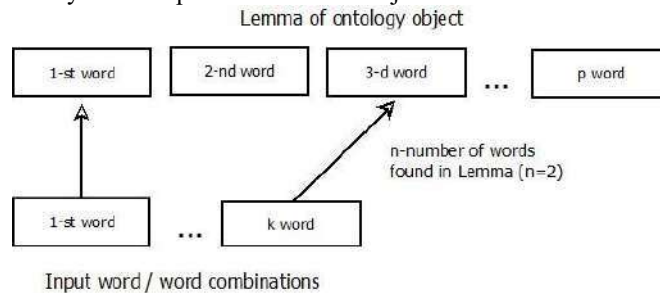 Lemma of ontology object
1-st word
2-nd word
3-d word
...
p word
n-number of words
found in Lemma (n=2)
1-st word
...
k word
Input word / word combinations